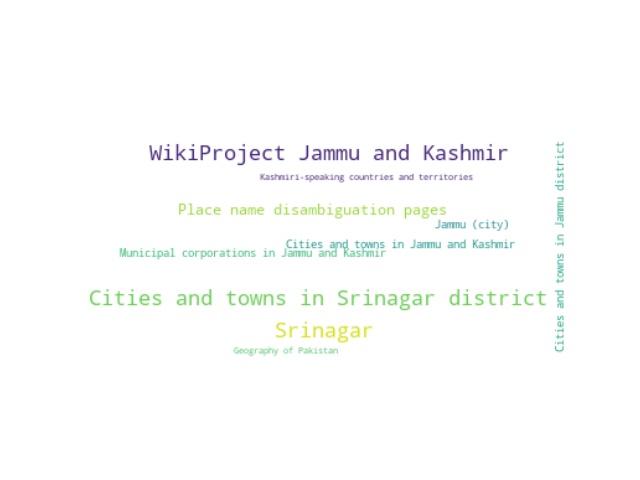 WikiProject Jammu and Kashmir
Kashmiri-speaking countries and territories
Place name disambiguation pages
Jammu (city)
Cities and towns in Jammu and Kashmir
Municipal corporations in Jammu and Kashmir
Cities and towns in Srinagar district
Srinagar
Geography of Pakistan
Cities and towns in Jammu district